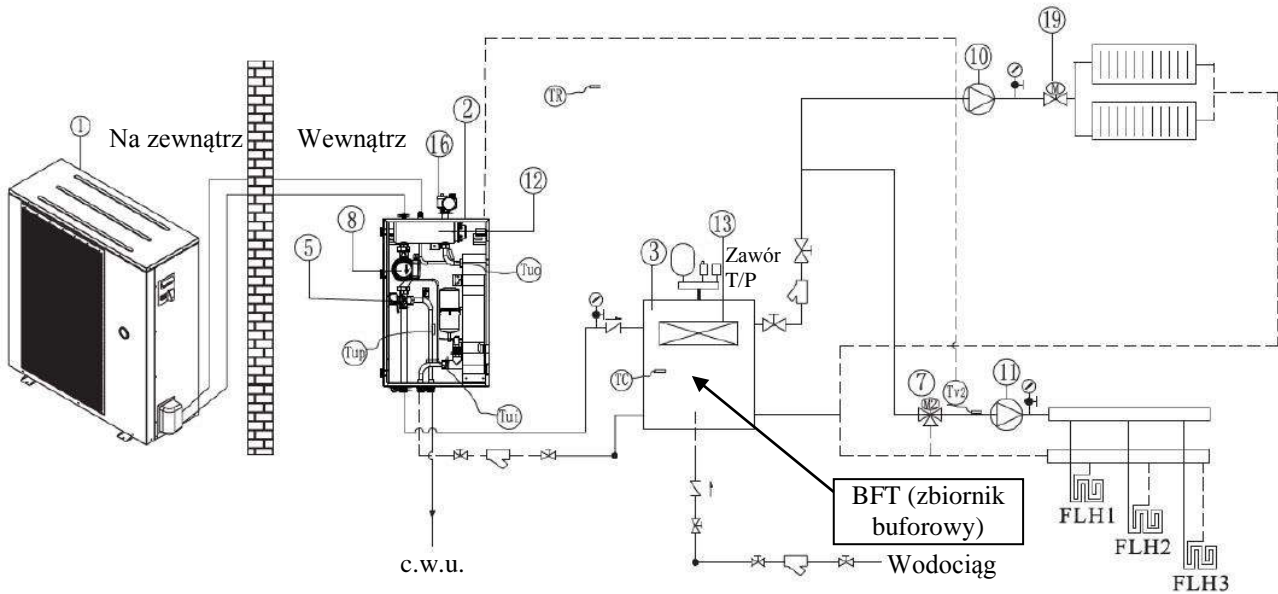 19
10
M
TR
2
1
Na zewnątrz
Wewnątrz
16
12
8
13
3
Zawór
T/P
5
Tuo
Tup
TC
7
Tv2
11
M2
Tui
BFT (zbiornik
buforowy)
FLH1
FLH2
FLH3
c.w.u.
Wodociąg